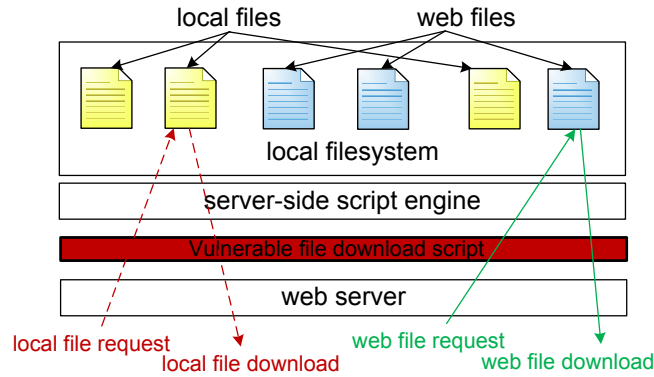 local files
web files
local filesystem
server-side script engine
Vulnerable file download script
web server
local file request
web file request
local file download
web file download